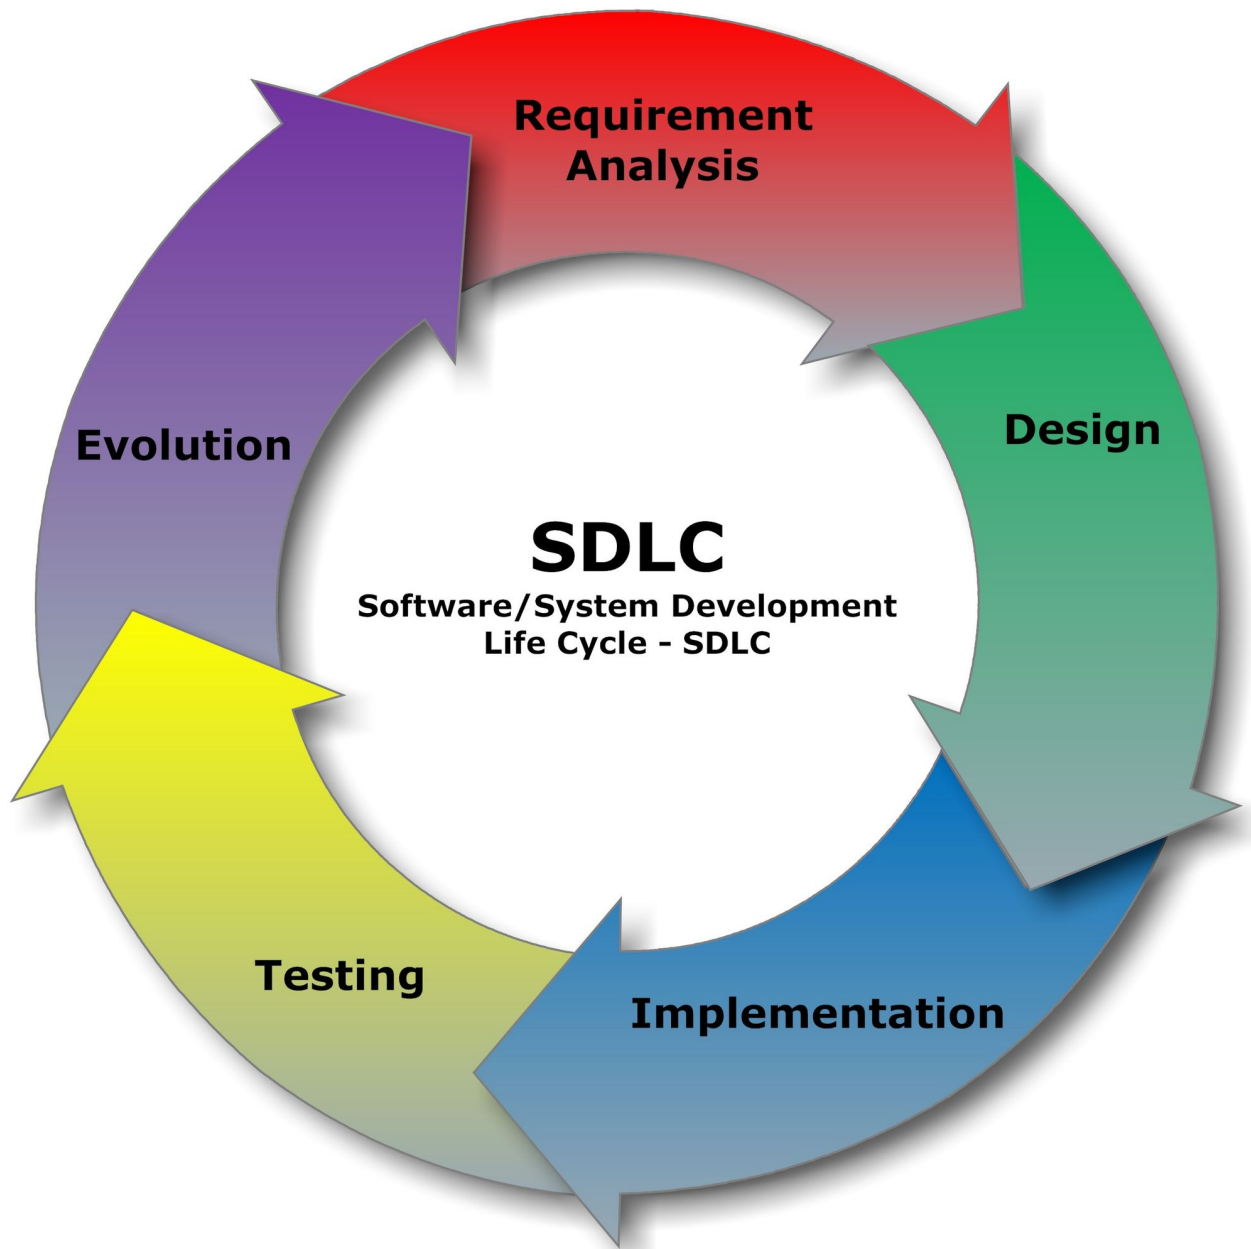 Requirement
Analysis
Design
Evolution
SDLC
Software/System Development
Life Cycle - SDLC
Testing
Implementation